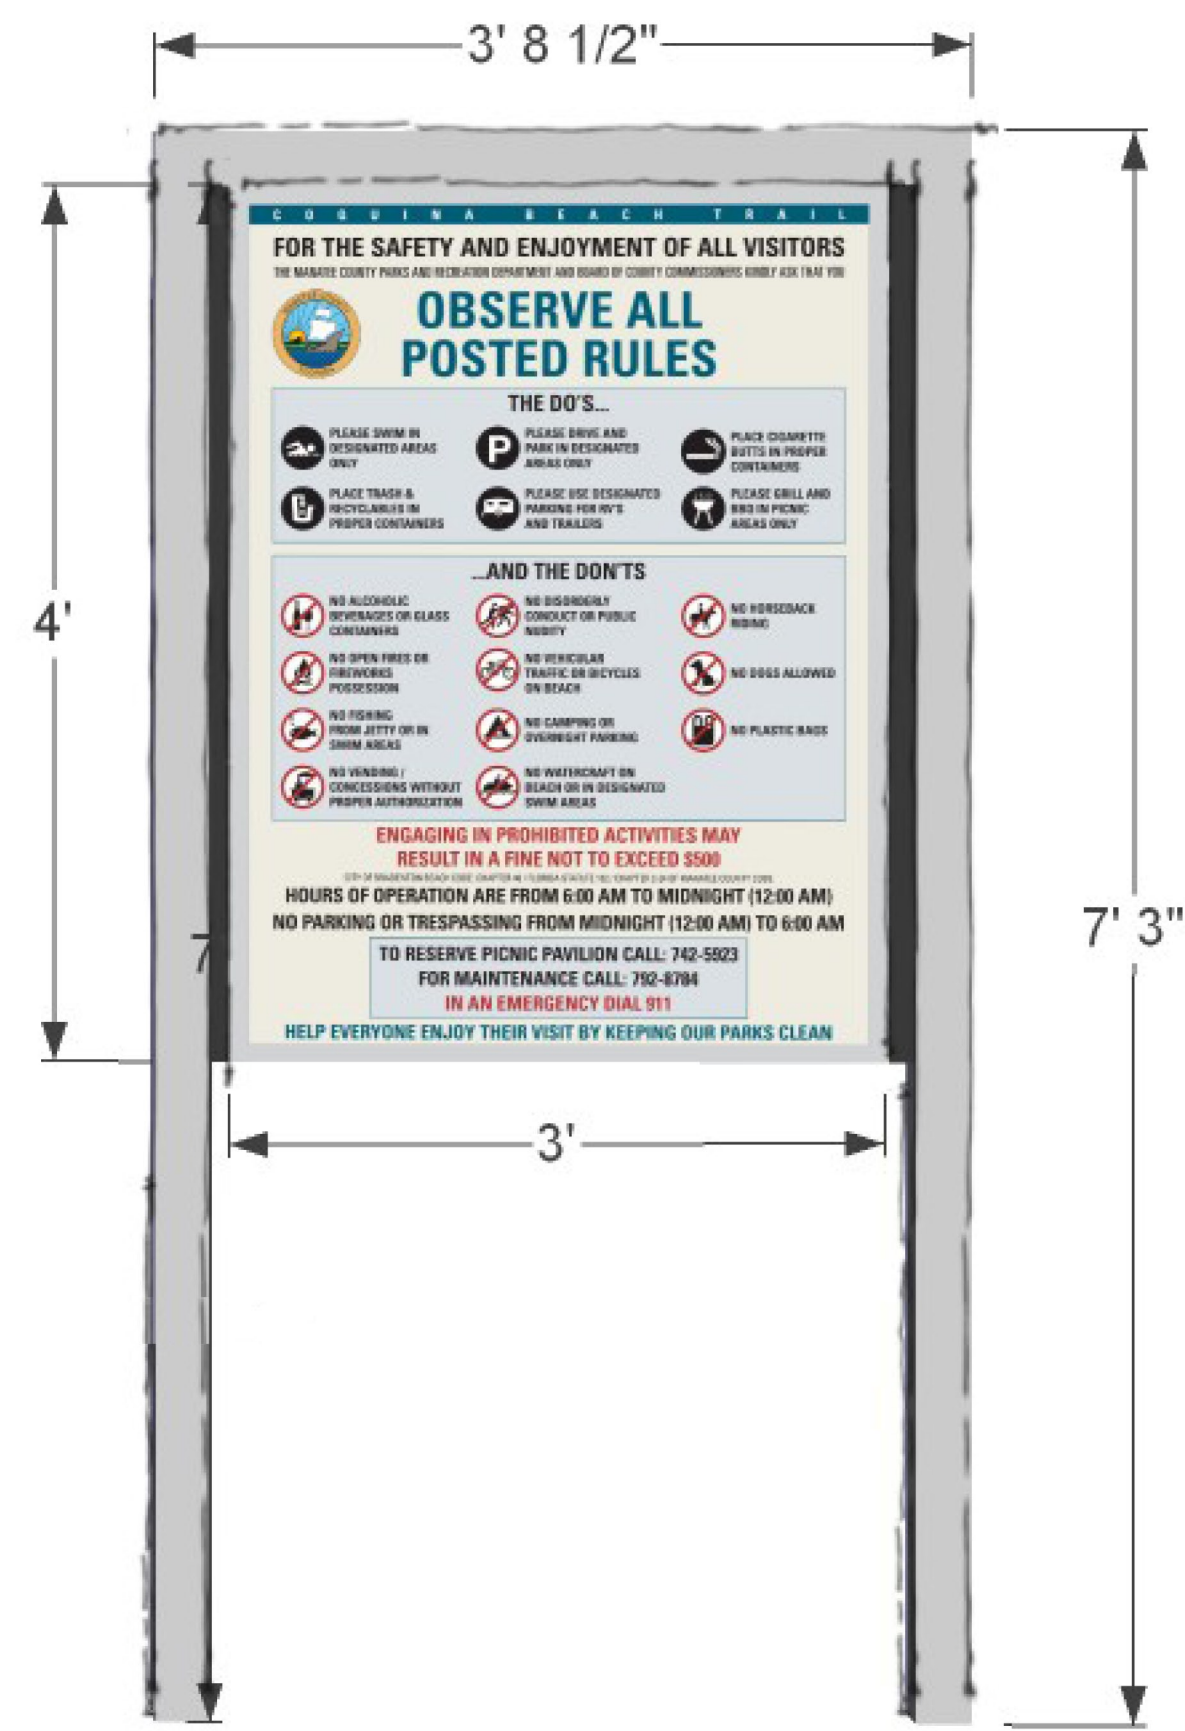 3' 8 1/2"
COQUINA BEACH TRAIL
FOR THE SAFETY AND ENJOYMENT OF ALL VISITORS
THE MANATEE COUNTY PARKS AND RECREATION DEPARTMENT AND BOARD OF COUNTY COMMISSIONERS KINDLY ASK THAT YOU
OBSERVE ALL
POSTED RULES
THE DO'S...
PLEASE SWIM IN
DESIGNATED AREAS
ONLY
PLEASE DRIVE AND
PARK IN DESIGNATED
AREAS ONLY
PLACE CIGARETTE
BUTTS IN PROPER
CONTAINERS
PLACE TRASH &
RECYCLABLES IN
PROPER CONTAINERS
PLEASE USE DESIGNATED
PARKING FOR RV'S
AND TRAILERS
PLEASE GRILL AND
BBQ IN PICNIC
AREAS ONLY
...AND THE DON'TS
NO ALCOHOLIC
BEVERAGES OR GLASS
CONTAINERS
NO DISORDERLY
CONDUCT OR PUBLIC
NUDITY
NO HORSEBACK
RIDING
NO OPEN FIRES OR
FIREWORKS
POSSESSION
NO VEHICULAR
TRAFFIC OR BICYCLES
ON BEACH
NO DOGS ALLOWED
NO FISHING
FROM JETTY OR IN
SWIM AREAS
NO CAMPING OR
OVERNIGHT PARKING
NO PLASTIC BAGS
NO VENDING /
CONCESSIONS WITHOUT
PROPER AUTHORIZATION
NO WATERCRAFT ON
BEACH OR IN DESIGNATED
SWIM AREAS
ENGAGING IN PROHIBITED ACTIVITIES MAY
RESULT IN A FINE NOT TO EXCEED $500
HOURS OF OPERATION ARE FROM 6:00 AM TO MIDNIGHT (12:00 AM)
NO PARKING OR TRESPASSING FROM MIDNIGHT (12:00 AM) TO 6:00 AM
TO RESERVE PICNIC PAVILION CALL: 742-5923
FOR MAINTENANCE CALL: 792-8784
IN AN EMERGENCY DIAL 911
HELP EVERYONE ENJOY THEIR VISIT BY KEEPING OUR PARKS CLEAN
4'
7
7' 3"
3'